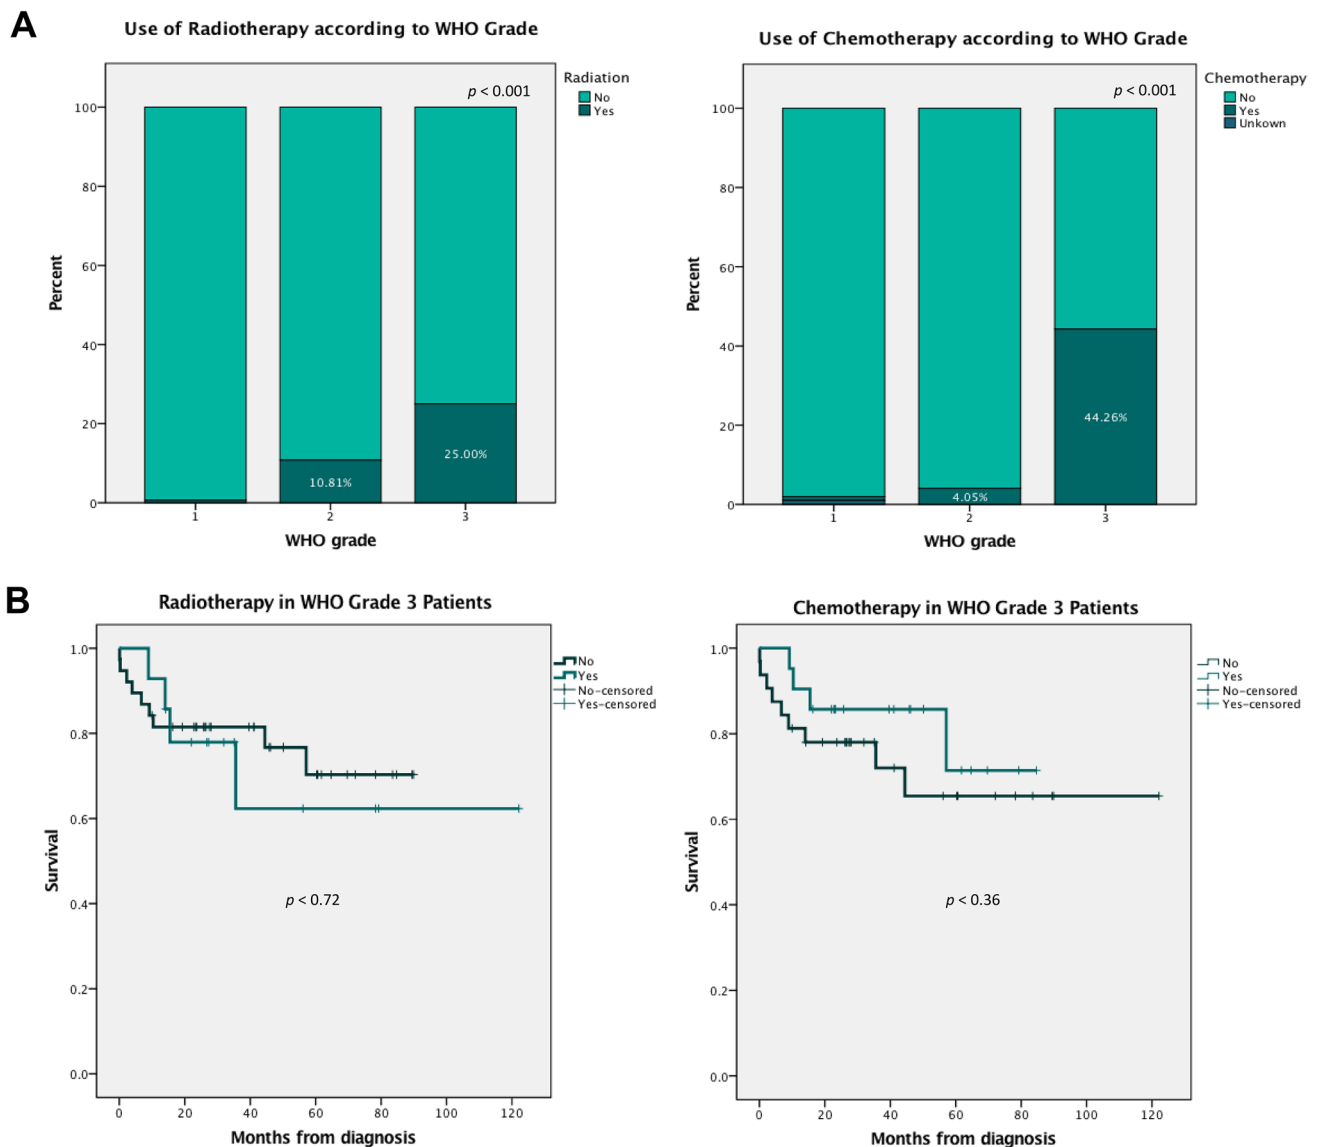 A
Use of Radiotherapy according to WHO Grade
Radiation
No
Yes
p < 0.001
100
80
60
40
20
0
Percent
10.81%
25.00%
1 2 3
WHO grade
Use of Chemotherapy according to WHO Grade
Chemotherapy
No
Yes
Unkown
p < 0.001
100
80
60
40
20
0
Percent
4.05%
44.26%
1 2 3
WHO grade
B
Radiotherapy in WHO Grade 3 Patients
No
Yes
No-censored
Yes-censored
1.0
0.8
0.6
0.4
0.2
0.0
Survival
p < 0.72
0 20 40 60 80 100 120
Months from diagnosis
Chemotherapy in WHO Grade 3 Patients
No
Yes
No-censored
Yes-censored
1.0
0.8
0.6
0.4
0.2
0.0
Survival
p < 0.36
0 20 40 60 80 100 120
Months from diagnosis